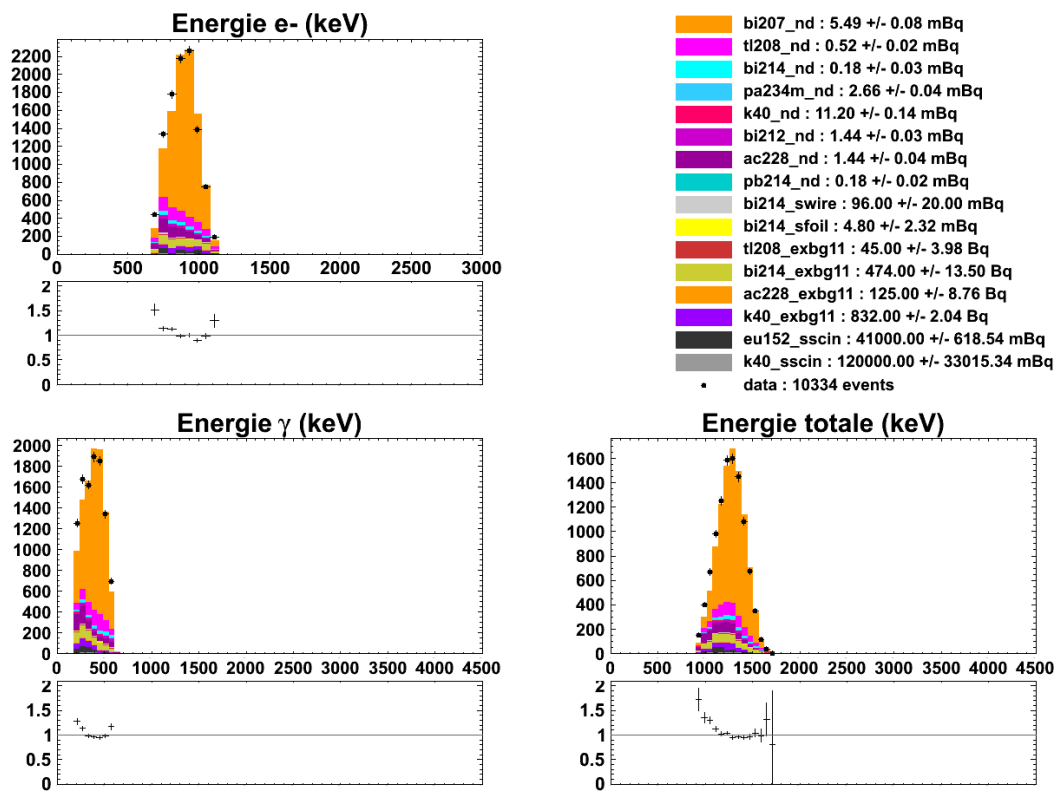 Energie e- (keV)
2200
2000
1800
1600
1400
1200
1000
800
600
400
200
0
0 500 1000 1500 2000 2500 3000
2
1.5
1
0.5
0
bi207_nd : 5.49 +/- 0.08 mBq
tl208_nd : 0.52 +/- 0.02 mBq
bi214_nd : 0.18 +/- 0.03 mBq
pa234m_nd : 2.66 +/- 0.04 mBq
k40_nd : 11.20 +/- 0.14 mBq
bi212_nd : 1.44 +/- 0.03 mBq
ac228_nd : 1.44 +/- 0.04 mBq
pb214_nd : 0.18 +/- 0.02 mBq
bi214_swire : 96.00 +/- 20.00 mBq
bi214_sfoil : 4.80 +/- 2.32 mBq
tl208_exbg11 : 45.00 +/- 3.98 Bq
bi214_exbg11 : 474.00 +/- 13.50 Bq
ac228_exbg11 : 125.00 +/- 8.76 Bq
k40_exbg11 : 832.00 +/- 2.04 Bq
eu152_sscin : 41000.00 +/- 618.54 mBq
k40_sscin : 120000.00 +/- 33015.34 mBq
data : 10334 events
Energie γ (keV)
2000
1800
1600
1400
1200
1000
800
600
400
200
0
0 500 1000 1500 2000 2500 3000 3500 4000 4500
2
1.5
1
0.5
0
Energie totale (keV)
1600
1400
1200
1000
800
600
400
200
0
0 500 1000 1500 2000 2500 3000 3500 4000 4500
2
1.5
1
0.5
0